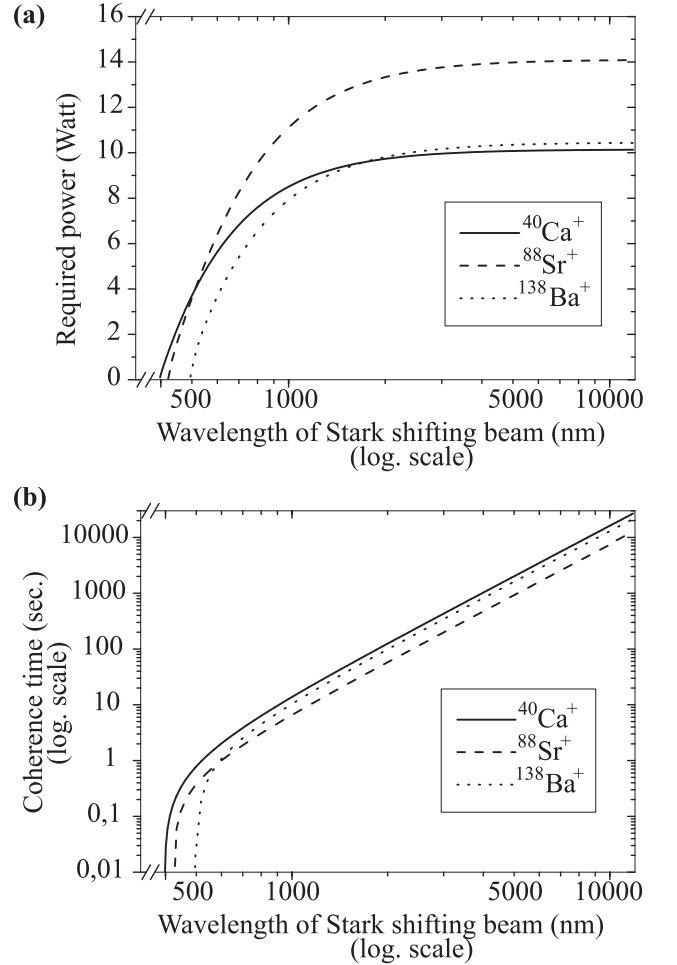 (a)
16
14
12
10
8
6
4
2
0
Required power (Watt)
40Ca+
88Sr+
138Ba+
500 1000 5000 10000
Wavelength of Stark shifting beam (nm)
(log. scale)
(b)
10000
1000
100
10
1
0,1
0,01
Coherence time (sec.)
(log. scale)
40Ca+
88Sr+
138Ba+
500 1000 5000 10000
Wavelength of Stark shifting beam (nm)
(log. scale)